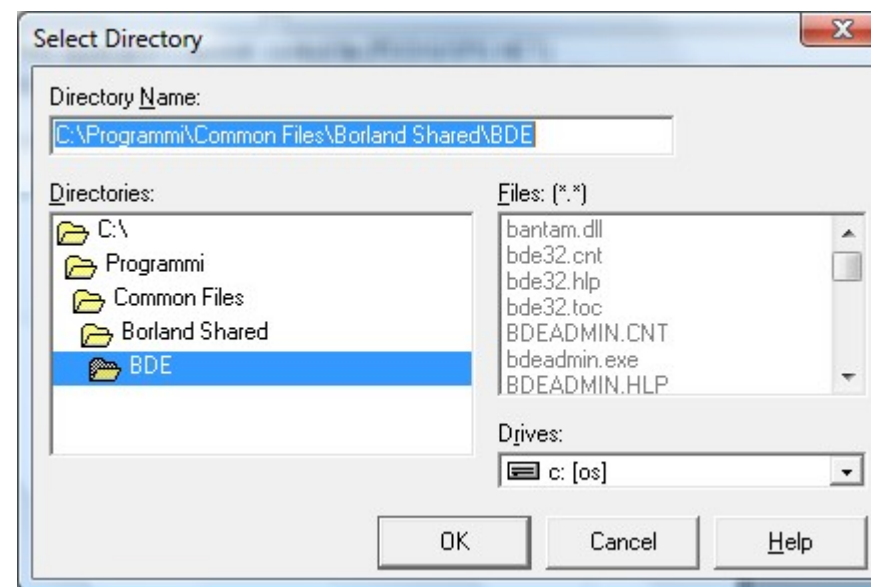 Select Directory
Directory Name:
C:\Programmi\Common Files\Borland Shared\BDE
Directories:
C:\
Programmi
Common Files
Borland Shared
BDE
Files: (*.*)
bantam.dll
bde32.cnt
bde32.hlp
bde32.toc
BDEADMIN.CNT
bdeadmin.exe
BDEADMIN.HLP
Drives:
c: [os]
OK Cancel Help